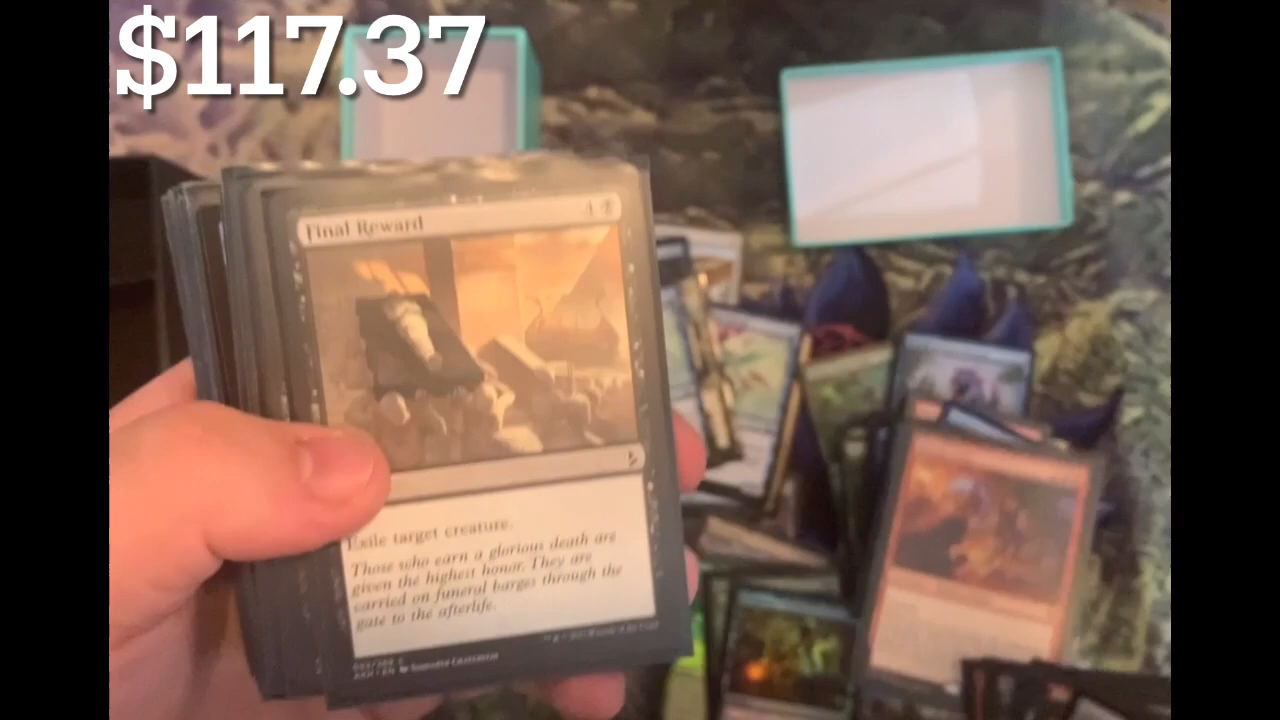 $117.37
Final Reward
4
Exile target creature.
Those who earn a glorious death are
given the highest honor. They are
carried on funeral barges through the
gate to the afterlife.